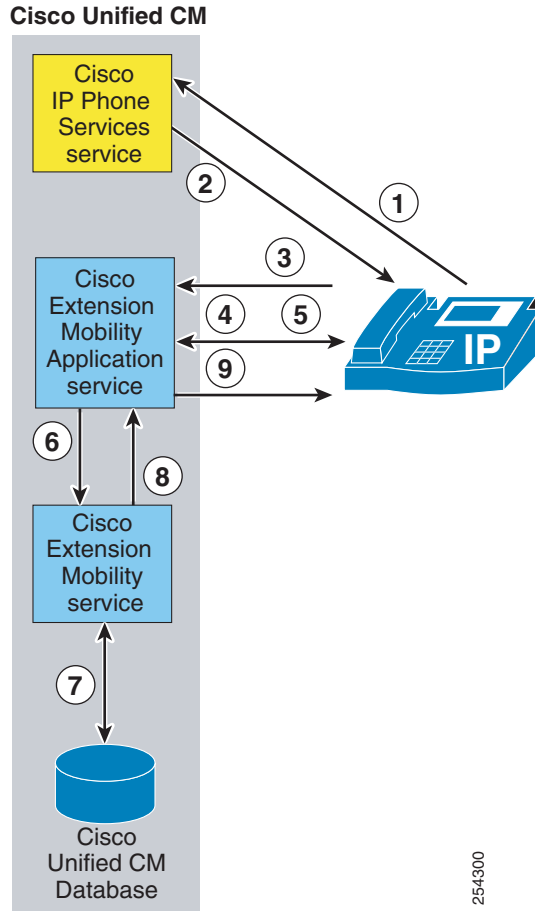 Cisco Unified CM
Cisco
IP Phone
Services
service
2
1
3
Cisco
Extension
Mobility
Application
service
4
5
9
IP
6
8
Cisco
Extension
Mobility
service
7
Cisco
Unified CM
Database
254300